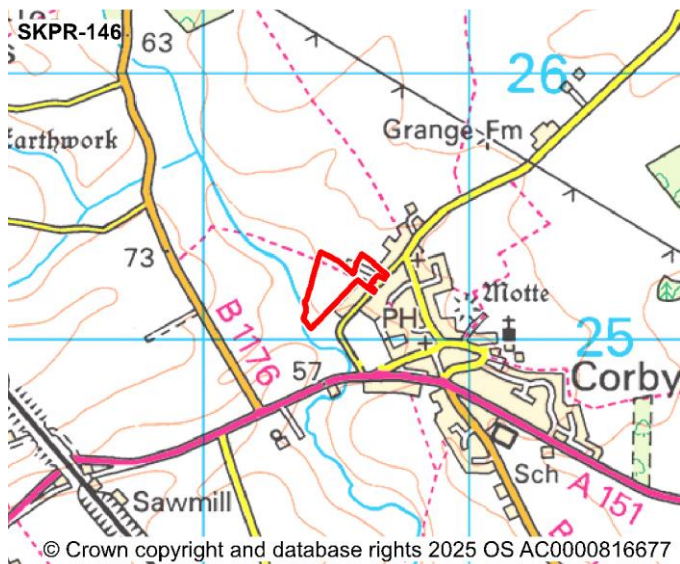 SKPR-146
63
26
Grange Fm
arthwork
73
Motte
PH
25
B 1176
57
Corby
Sch
A 151
Sawmill
© Crown copyright and database rights 2025 OS AC0000816677